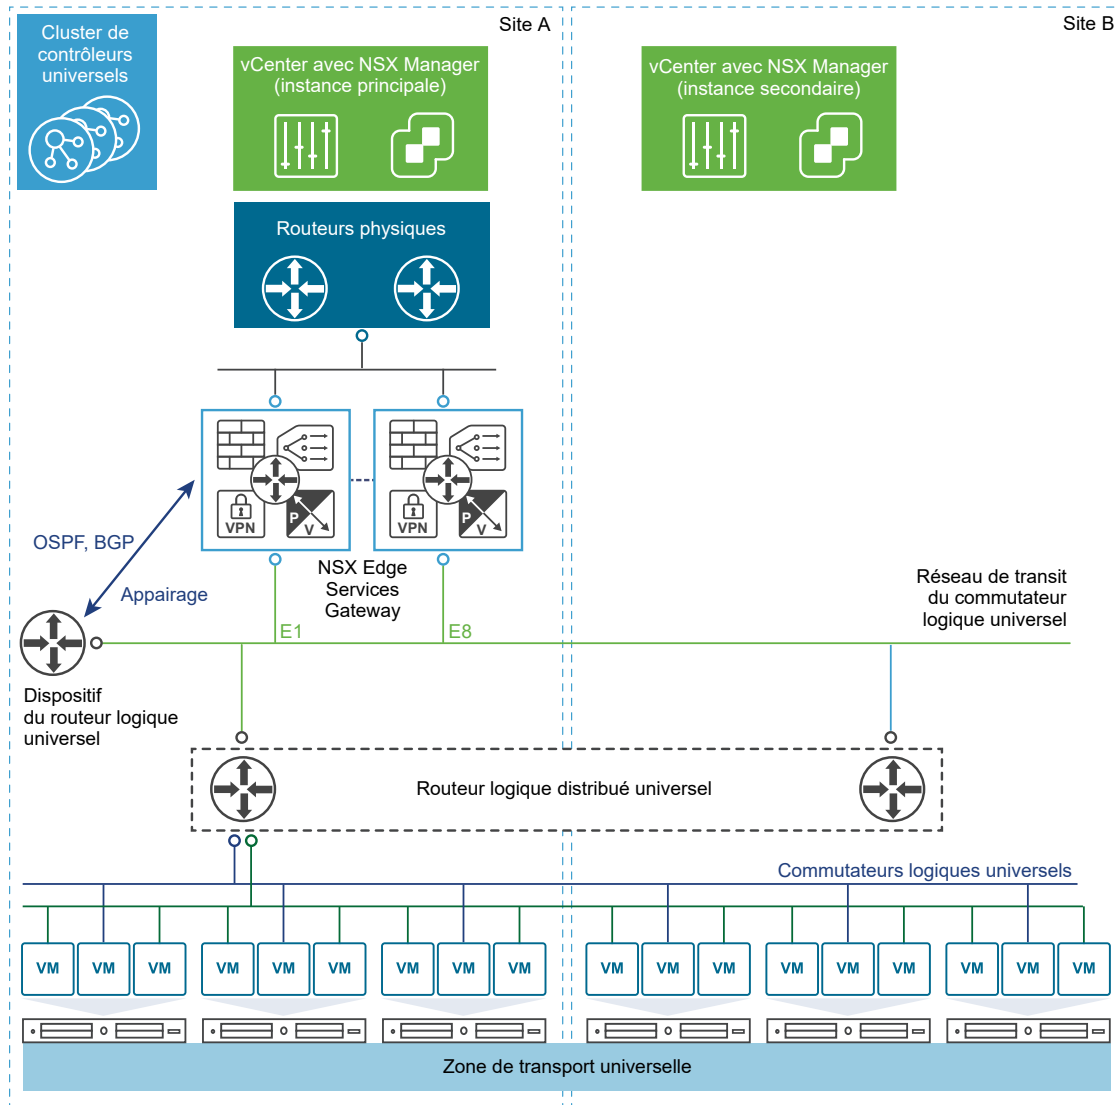 Site A
Site B
Cluster de
contrôleurs
universels
vCenter avec NSX Manager
(instance principale)
vCenter avec NSX Manager
(instance secondaire)
Routeurs physiques
VPN
P
V
VPN
P
V
OSPF, BGP
Appairage
NSX Edge
Services
Gateway
E1
E8
Réseau de transit
du commutateur
logique universel
Dispositif
du routeur logique
universel
Routeur logique distribué universel
Commutateurs logiques universels
VM VM VM VM VM VM VM VM VM VM VM VM VM VM VM VM VM VM
Zone de transport universelle